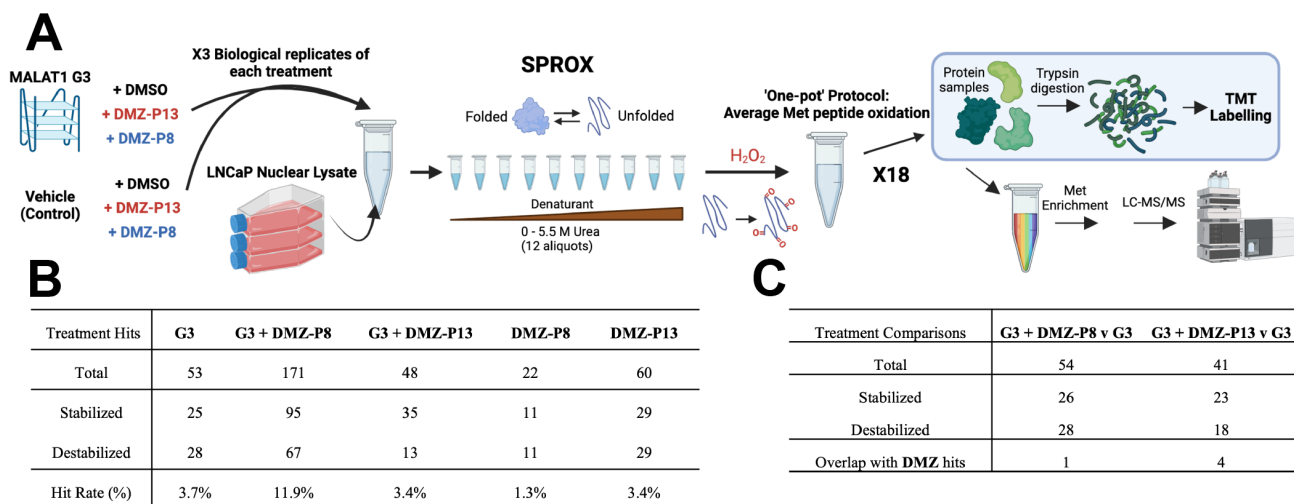 A
MALAT1 G3
+ DMSO
+ DMZ-P13
+ DMZ-P8
Vehicle
(Control)
+ DMSO
+ DMZ-P13
+ DMZ-P8
X3 Biological replicates of
each treatment
LNCaP Nuclear Lysate
SPROX
Folded
Unfolded
Denaturant
0 - 5.5 M Urea
(12 aliquots)
'One-pot' Protocol:
Average Met peptide oxidation
H₂O₂
X18
Protein
samples
Trypsin
digestion
TMT
Labelling
Met
Enrichment
LC-MS/MS
B
Treatment Hits G3 G3 + DMZ-P8 G3 + DMZ-P13 DMZ-P8 DMZ-P13
Total 53 171 48 22 60
Stabilized 25 95 35 11 29
Destabilized 28 67 13 11 29
Hit Rate (%) 3.7% 11.9% 3.4% 1.3% 3.4%
C
Treatment Comparisons G3 + DMZ-P8 v G3 G3 + DMZ-P13 v G3
Total 54 41
Stabilized 26 23
Destabilized 28 18
Overlap with DMZ hits 1 4